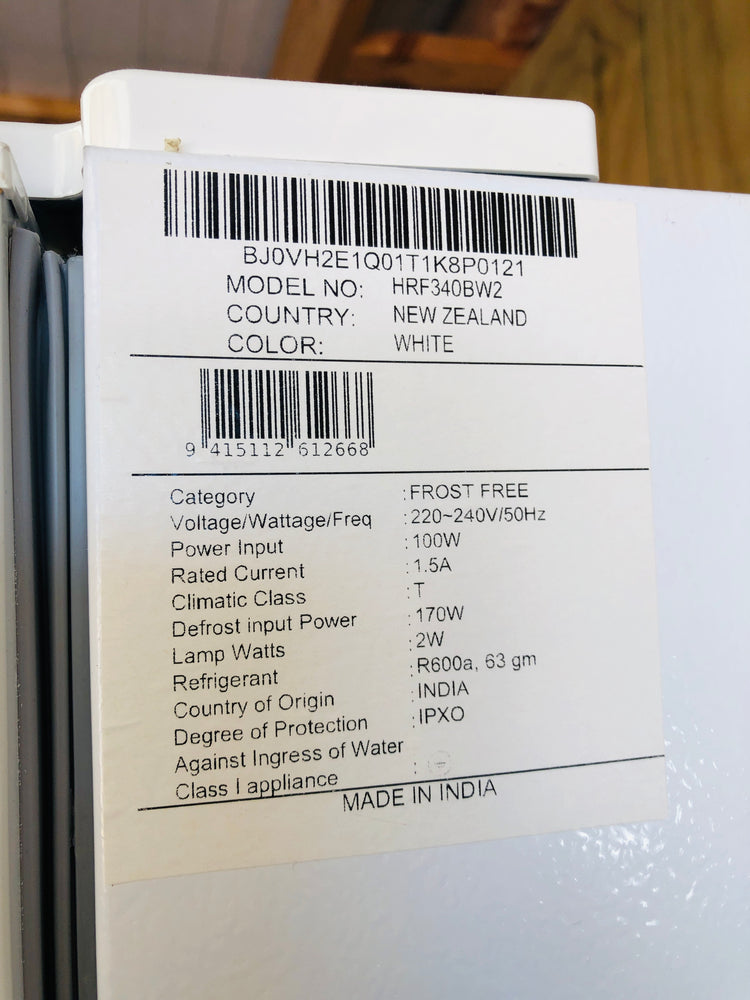 BJ0VH2E1Q01T1K8P0121
MODEL NO: HRF340BW2
COUNTRY: NEW ZEALAND
COLOR: WHITE
9 415112 612668
Category : FROST FREE
Voltage/Wattage/Freq : 220~240V/50Hz
Power Input : 100W
Rated Current : 1.5A
Climatic Class : T
Defrost input Power : 170W
Lamp Watts : 2W
Refrigerant : R600a, 63 gm
Country of Origin : INDIA
Degree of Protection : IPXO
Against Ingress of Water
Class I appliance :
MADE IN INDIA